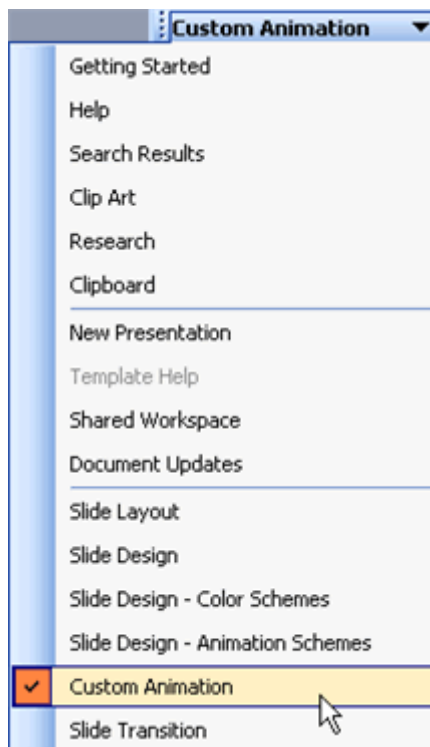 Custom Animation
Getting Started
Help
Search Results
Clip Art
Research
Clipboard
New Presentation
Template Help
Shared Workspace
Document Updates
Slide Layout
Slide Design
Slide Design - Color Schemes
Slide Design - Animation Schemes
Custom Animation
Slide Transition